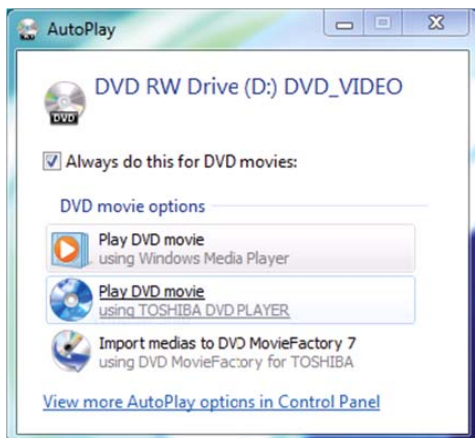 AutoPlay
DVD RW Drive (D:) DVD_VIDEO
DVD
Always do this for DVD movies:
DVD movie options
Play DVD movie
using Windows Media Player
Play DVD movie
using TOSHIBA DVD PLAYER
Import medias to DVD MovieFactory 7
using DVD MovieFactory for TOSHIBA
View more AutoPlay options in Control Panel